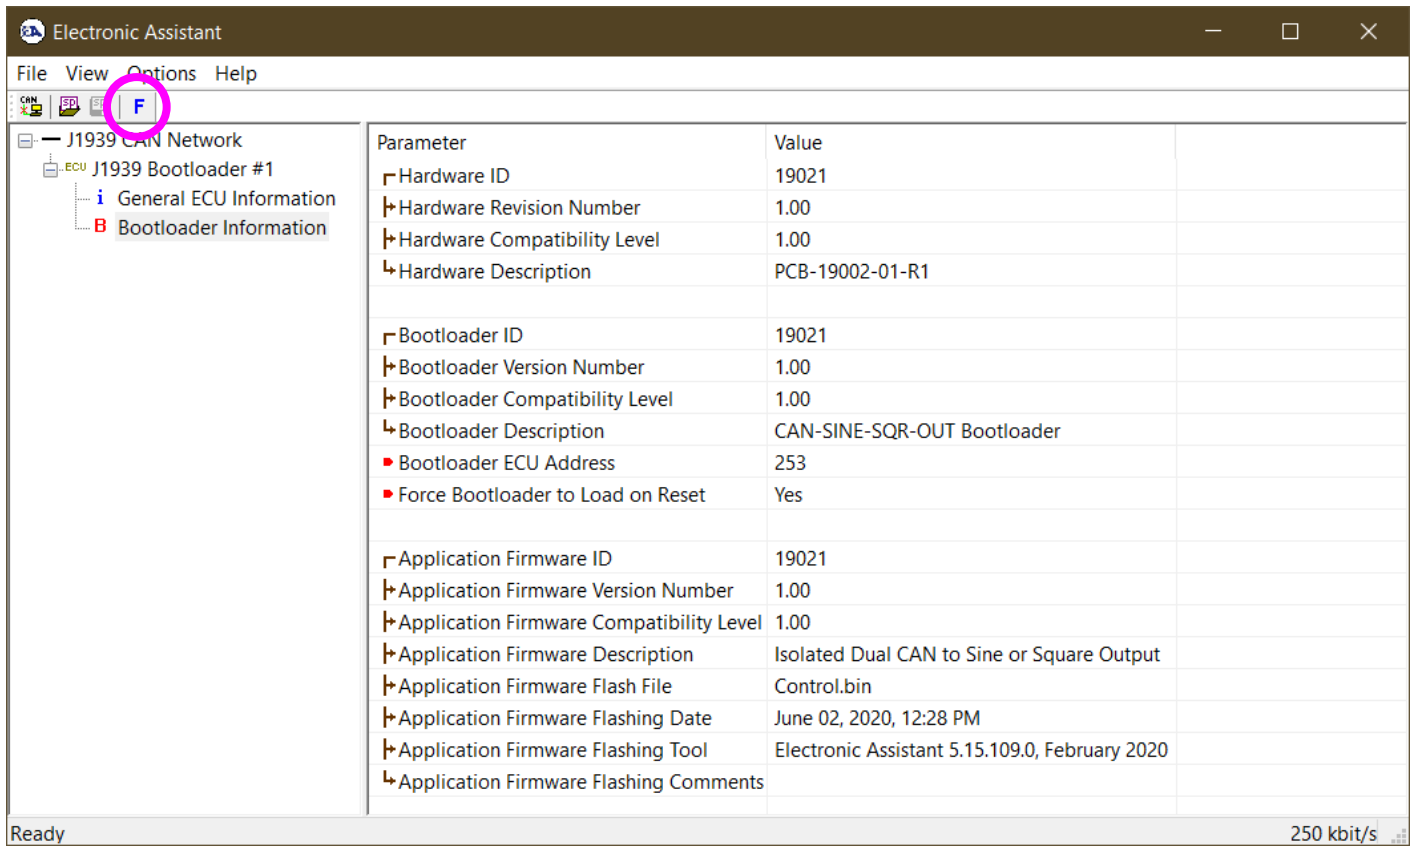 Electronic Assistant
File View Options Help
CAN SP SP F
J1939 CAN Network
ECU J1939 Bootloader #1
i General ECU Information
B Bootloader Information
Parameter Value
Hardware ID 19021
Hardware Revision Number 1.00
Hardware Compatibility Level 1.00
Hardware Description PCB-19002-01-R1
Bootloader ID 19021
Bootloader Version Number 1.00
Bootloader Compatibility Level 1.00
Bootloader Description CAN-SINE-SQR-OUT Bootloader
Bootloader ECU Address 253
Force Bootloader to Load on Reset Yes
Application Firmware ID 19021
Application Firmware Version Number 1.00
Application Firmware Compatibility Level 1.00
Application Firmware Description Isolated Dual CAN to Sine or Square Output
Application Firmware Flash File Control.bin
Application Firmware Flashing Date June 02, 2020, 12:28 PM
Application Firmware Flashing Tool Electronic Assistant 5.15.109.0, February 2020
Application Firmware Flashing Comments
Ready 250 kbit/s